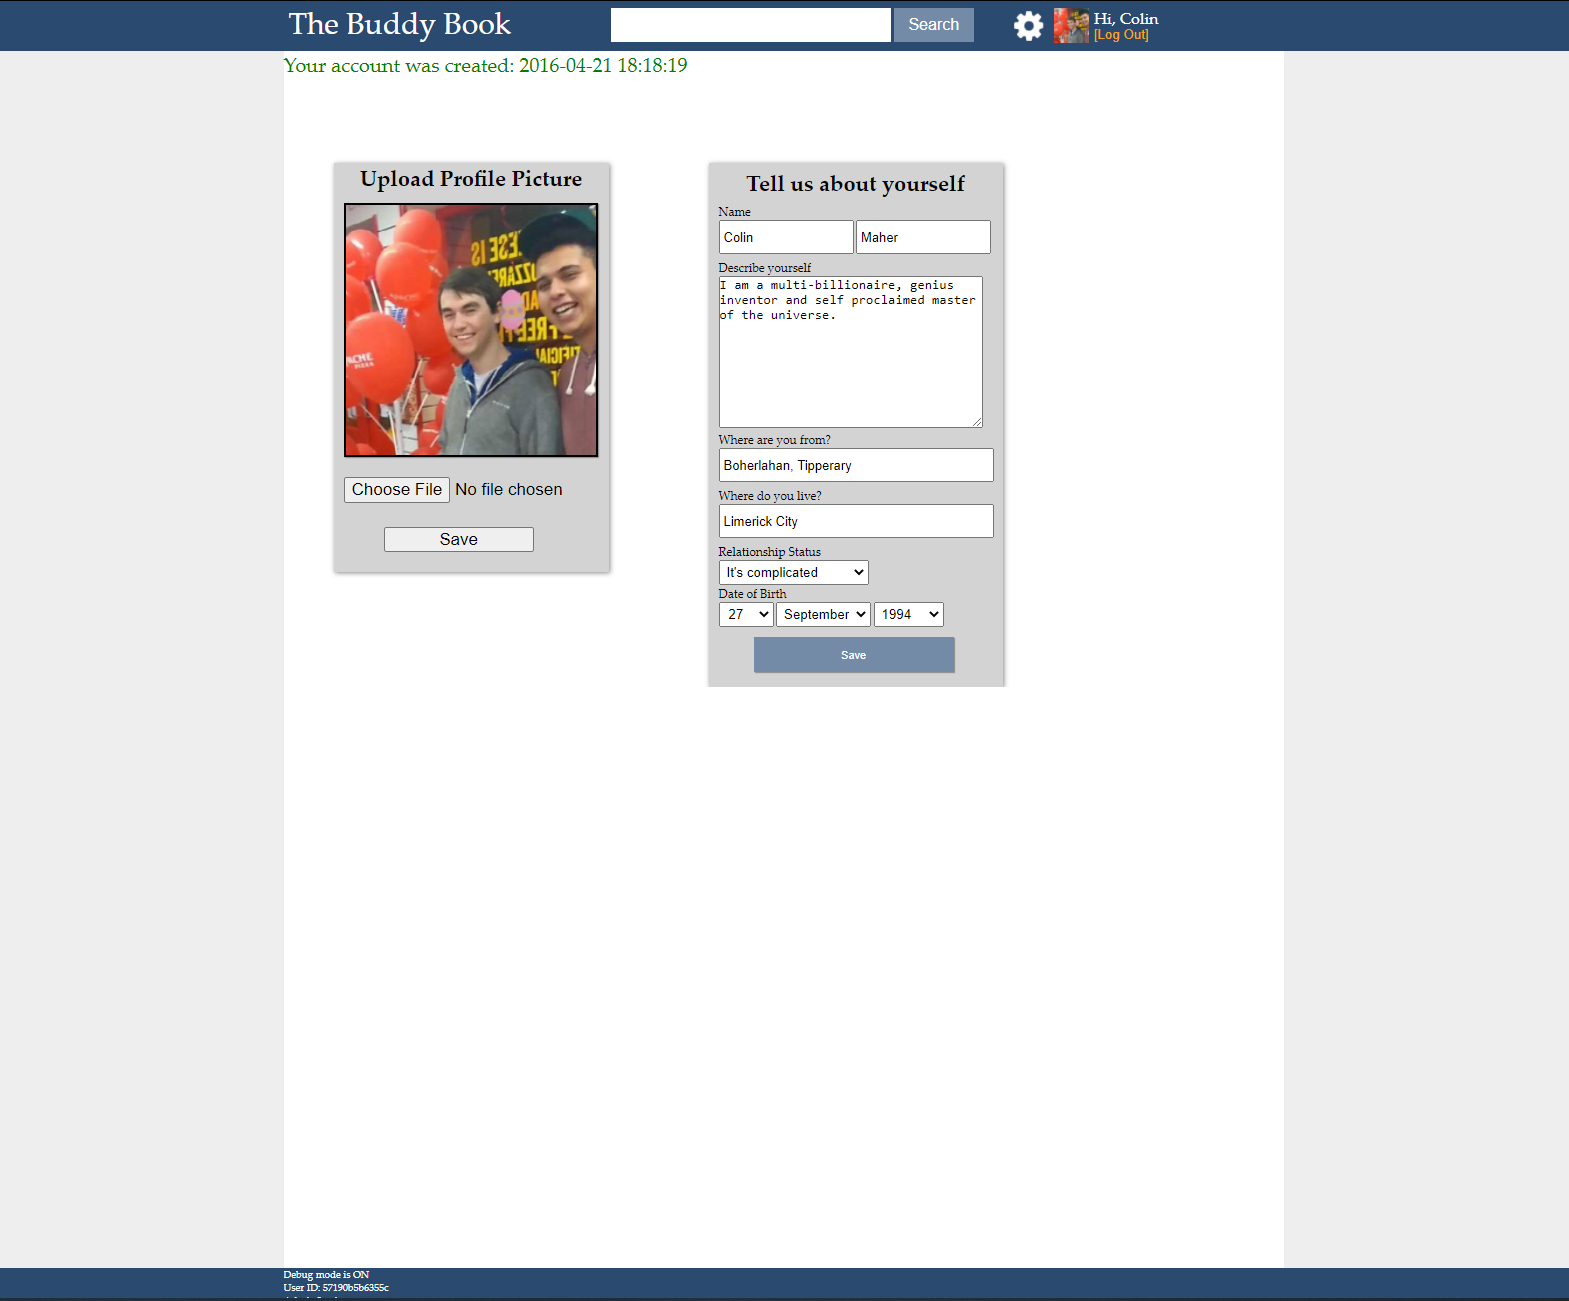 The Buddy Book
Search
Hi, Colin
[Log Out]
Your account was created: 2016-04-21 18:18:19
Upload Profile Picture
ACHE
PIZZA
Choose File No file chosen
Save
Tell us about yourself
Name
Colin Maher
Describe yourself
I am a multi-billionaire, genius
inventor and self proclaimed master
of the universe.
Where are you from?
Boherlahan, Tipperary
Where do you live?
Limerick City
Relationship Status
It's complicated
Date of Birth
27 September 1994
Save
Debug mode is ON
User ID: 57190b5b6355c